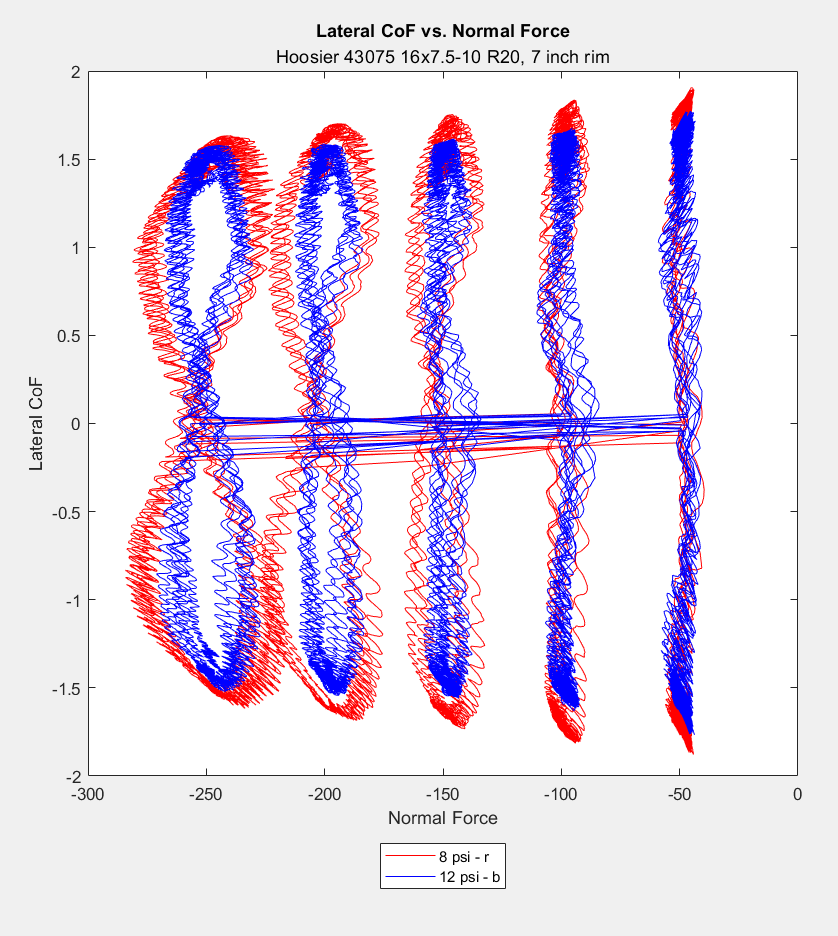 Lateral CoF vs. Normal Force
Hoosier 43075 16x7.5-10 R20, 7 inch rim
2
1.5
1
0.5
0
-0.5
-1
-1.5
-2
Lateral CoF
-300 -250 -200 -150 -100 -50 0
Normal Force
8 psi - r
12 psi - b